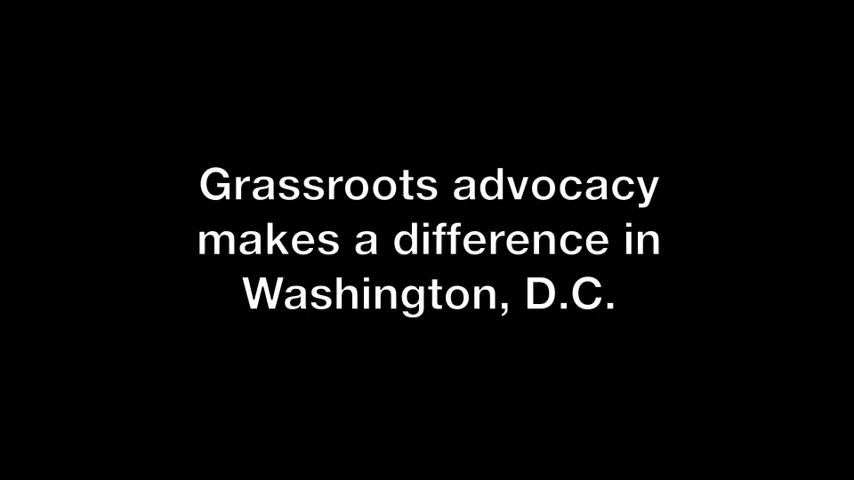 Grassroots advocacy
makes a difference in
Washington, D.C.